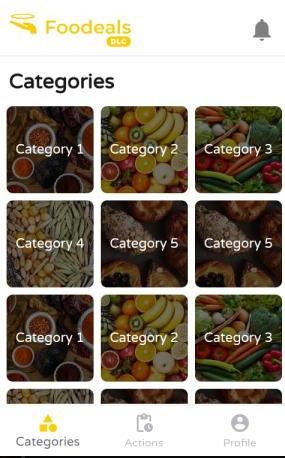 Foodeals
DLC
Categories
Category 1
Category 2
Category 3
Category 4
Category 5
Category 5
Category 1
Category 2
Category 3
Categories
Actions
Profile